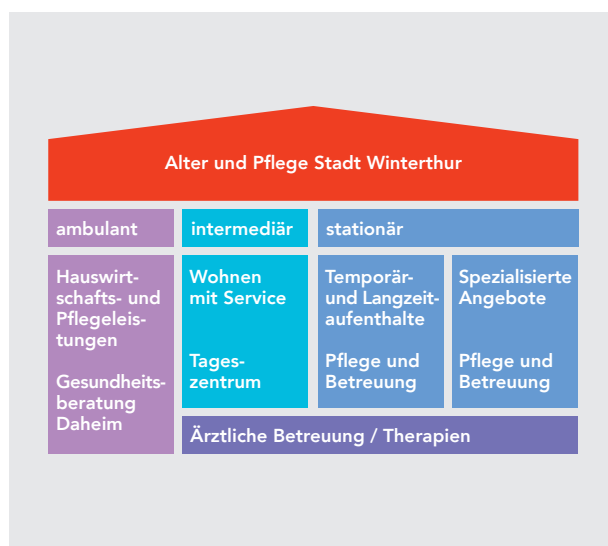 Alter und Pflege Stadt Winterthur
ambulant
intermediär
stationär
Hauswirt-
schafts- und
Pflegeleis-
tungen
Gesundheits-
beratung
Daheim
Wohnen
mit Service
Tages-
zentrum
Temporär-
und Langzeit-
aufenthalte
Pflege und
Betreuung
Spezialisierte
Angebote
Pflege und
Betreuung
Ärztliche Betreuung / Therapien